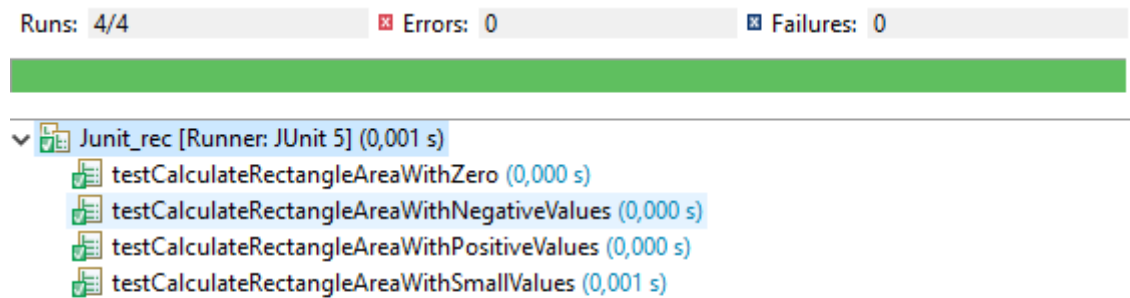 Runs: 4/4 Errors: 0 Failures: 0
Junit_rec [Runner: JUnit 5] (0,001 s)
testCalculateRectangleAreaWithZero (0,000 s)
testCalculateRectangleAreaWithNegativeValues (0,000 s)
testCalculateRectangleAreaWithPositiveValues (0,000 s)
testCalculateRectangleAreaWithSmallValues (0,001 s)